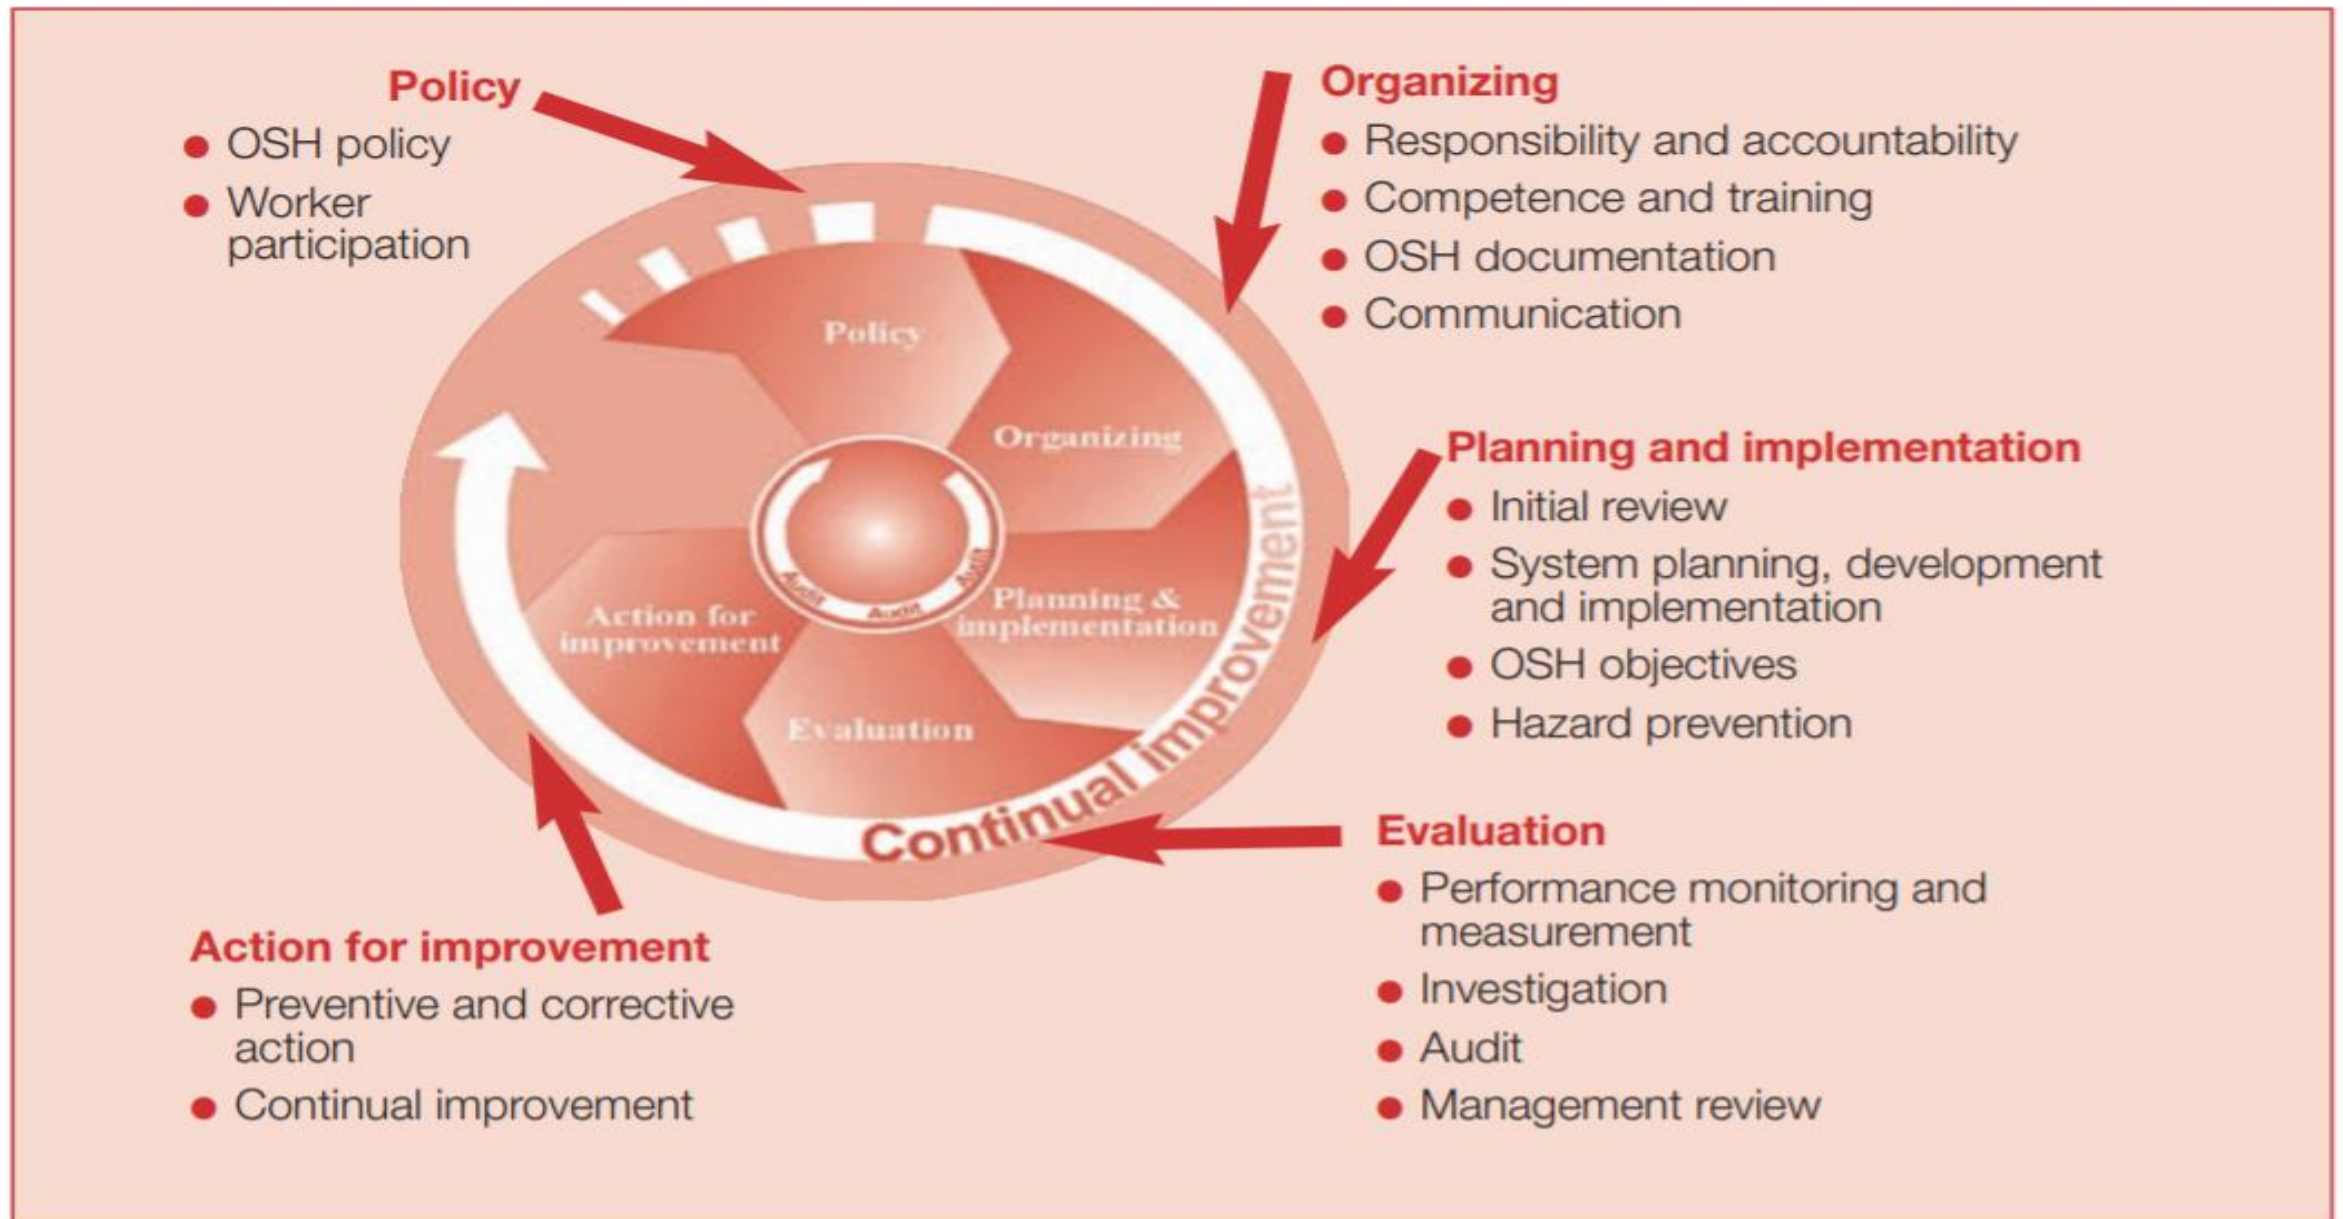 Policy
OSH policy
Worker
participation
Organizing
Responsibility and accountability
Competence and training
OSH documentation
Communication
Planning and implementation
Initial review
System planning, development
and implementation
OSH objectives
Hazard prevention
Evaluation
Performance monitoring and
measurement
Investigation
Audit
Management review
Action for improvement
Preventive and corrective
action
Continual improvement
Policy
Organizing
Planning &
implementation
Evaluation
Action for
improvement
Audit
Audit
Audit
Continual improvement